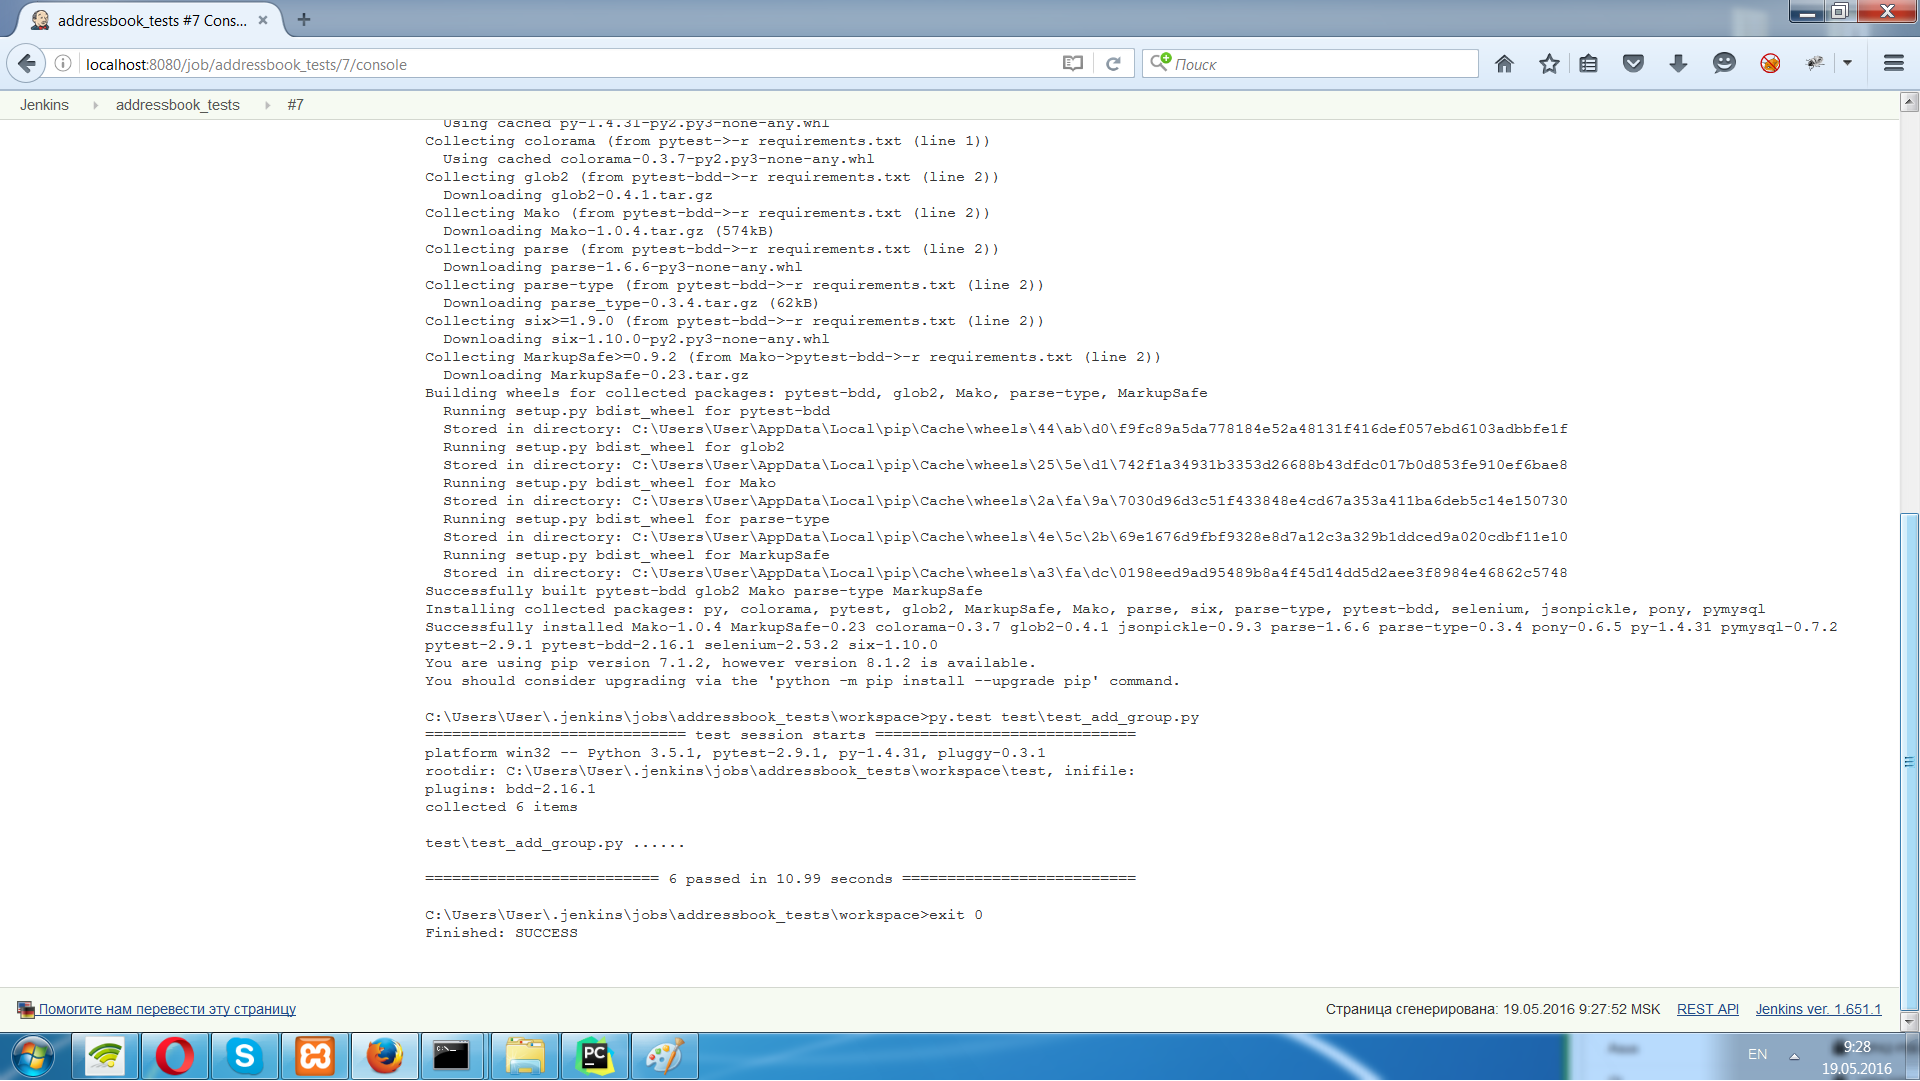 addressbook_tests #7 Cons...
localhost:8080/job/addressbook_tests/7/console
Поиск
Jenkins addressbook_tests #7
Using cached py-1.4.31-py2.py3-none-any.whl
Collecting colorama (from pytest->-r requirements.txt (line 1))
Using cached colorama-0.3.7-py2.py3-none-any.whl
Collecting glob2 (from pytest-bdd->-r requirements.txt (line 2))
Downloading glob2-0.4.1.tar.gz
Collecting Mako (from pytest-bdd->-r requirements.txt (line 2))
Downloading Mako-1.0.4.tar.gz (574kB)
Collecting parse (from pytest-bdd->-r requirements.txt (line 2))
Downloading parse-1.6.6-py3-none-any.whl
Collecting parse-type (from pytest-bdd->-r requirements.txt (line 2))
Downloading parse_type-0.3.4.tar.gz (62kB)
Collecting six>=1.9.0 (from pytest-bdd->-r requirements.txt (line 2))
Downloading six-1.10.0-py2.py3-none-any.whl
Collecting MarkupSafe>=0.9.2 (from Mako->pytest-bdd->-r requirements.txt (line 2))
Downloading MarkupSafe-0.23.tar.gz
Building wheels for collected packages: pytest-bdd, glob2, Mako, parse-type, MarkupSafe
Running setup.py bdist_wheel for pytest-bdd
Stored in directory: C:\Users\User\AppData\Local\pip\Cache\wheels\44\ab\d0\f9fc89a5da778184e52a48131f416def057ebd6103adbbfe1f
Running setup.py bdist_wheel for glob2
Stored in directory: C:\Users\User\AppData\Local\pip\Cache\wheels\25\5e\d1\742f1a34931b3353d26688b43dfdc017b0d853fe910ef6bae8
Running setup.py bdist_wheel for Mako
Stored in directory: C:\Users\User\AppData\Local\pip\Cache\wheels\2a\fa\9a\7030d96d3c51f433848e4cd67a353a411ba6deb5c14e150730
Running setup.py bdist_wheel for parse-type
Stored in directory: C:\Users\User\AppData\Local\pip\Cache\wheels\4e\5c\2b\69e1676d9fbf9328e8d7a12c3a329b1ddced9a020cdbf11e10
Running setup.py bdist_wheel for MarkupSafe
Stored in directory: C:\Users\User\AppData\Local\pip\Cache\wheels\a3\fa\dc\0198eed9ad95489b8a4f45d14dd5d2aee3f8984e46862c5748
Successfully built pytest-bdd glob2 Mako parse-type MarkupSafe
Installing collected packages: py, colorama, pytest, glob2, MarkupSafe, Mako, parse, six, parse-type, pytest-bdd, selenium, jsonpickle, pony, pymysql
Successfully installed Mako-1.0.4 MarkupSafe-0.23 colorama-0.3.7 glob2-0.4.1 jsonpickle-0.9.3 parse-1.6.6 parse-type-0.3.4 pony-0.6.5 py-1.4.31 pymysql-0.7.2
pytest-2.9.1 pytest-bdd-2.16.1 selenium-2.53.2 six-1.10.0
You are using pip version 7.1.2, however version 8.1.2 is available.
You should consider upgrading via the 'python -m pip install --upgrade pip' command.
C:\Users\User\.jenkins\jobs\addressbook_tests\workspace>py.test test\test_add_group.py
============================= test session starts =============================
platform win32 -- Python 3.5.1, pytest-2.9.1, py-1.4.31, pluggy-0.3.1
rootdir: C:\Users\User\.jenkins\jobs\addressbook_tests\workspace\test, inifile:
plugins: bdd-2.16.1
collected 6 items
test\test_add_group.py ......
========================== 6 passed in 10.99 seconds ==========================
C:\Users\User\.jenkins\jobs\addressbook_tests\workspace>exit 0
Finished: SUCCESS
Помогите нам перевести эту страницу
Страница сгенерирована: 19.05.2016 9:27:52 MSK REST API Jenkins ver. 1.651.1
EN
9:28
19.05.2016